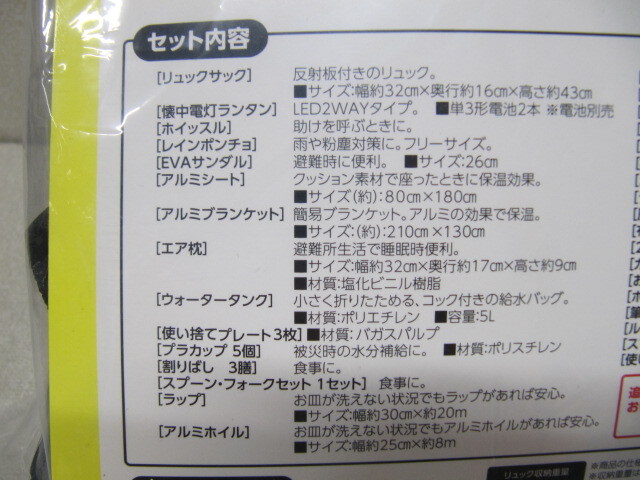 セット内容
[リュックサック] 反射板付きのリュック。
■サイズ:幅約32㎝×奥行約16㎝×高さ約43㎝
[懐中電灯ランタン] LED2WAYタイプ。 ■単3形電池2本 ※電池別売
[ホイッスル] 助けを呼ぶときに。
[レインポンチョ] 雨や粉塵対策に。フリーサイズ。
[EVAサンダル] 避難時に便利。 ■サイズ:26㎝
[アルミシート] クッション素材で座ったときに保温効果。
■サイズ(約):80㎝×180㎝
[アルミブランケット] 簡易ブランケット。アルミの効果で保温。
■サイズ:(約):210㎝×130㎝
[エア枕] 避難所生活で睡眠時便利。
■サイズ:幅約32㎝×奥行約17㎝×高さ約9㎝
■材質:塩化ビニル樹脂
[ウォータータンク] 小さく折りたためる、コック付きの給水バッグ。
■材質:ポリエチレン ■容量:5L
[使い捨てプレート3枚] ■材質:バガスパルプ
[プラカップ 5個] 被災時の水分補給に。 ■材質:ポリスチレン
[割りばし 3膳] 食事に。
[スプーン・フォークセット 1セット] 食事に。
[ラップ] お皿が洗えない状況でもラップがあれば安心。
■サイズ:幅約30㎝×約20m
[アルミホイル] お皿が洗えない状況でもアルミホイルがあれば安心。
■サイズ:幅約25㎝×約8m
リュック収納重量
※商品の仕
※収納重量は